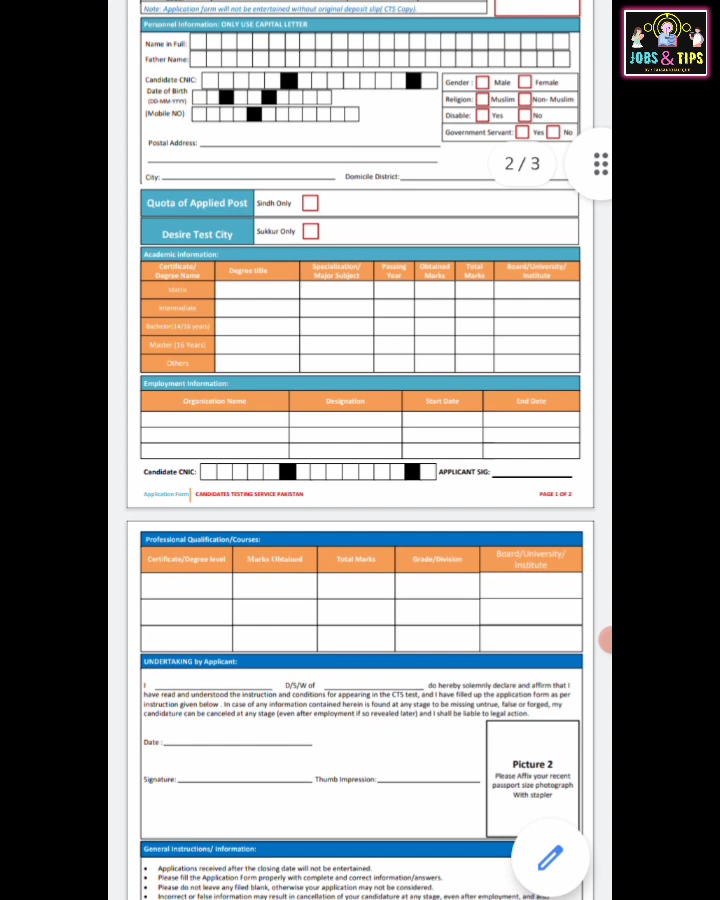 Note: Application form will not be entertained without original deposit slip( CTS Copy).
Personnel Information: ONLY USE CAPITAL LETTER
JOBS & TIPS
Name in Full:
Father Name:
Candidate CNIC:
Gender : Male Female
Date of Birth
(DD-MM-YYYY)
Religion: Muslim Non- Muslim
(Mobile NO)
Disable: Yes No
Government Servant: Yes No
Postal Address:
2 / 3
City: Domicile District:
Quota of Applied Post Sindh Only
Desire Test City Sukkur Only
Academic information:
Certificate/ Degree Name Degree title Specialization/ Major Subject Passing Year Obtained Marks Total Marks Board/University/ Institute
Matric
Intermediate
Bachelor(14/16 years)
Master (16 Years)
Others
Employment Information:
Organization Name Designation Start Date End Date
Candidate CNIC: APPLICANT SIG:
Application Form CANDIDATES TESTING SERVICE PAKISTAN PAGE 1 OF 2
Professional Qualification/Courses:
Certificate/Degree level Marks Obtained Total Marks Grade/Division Board/University/ Institute
UNDERTAKING by Applicant:
I D/S/W of do hereby solemnly declare and affirm that I
have read and understood the instruction and conditions for appearing in the CTS test, and I have filled up the application form as per
instruction given below . In case of any information contained herein is found at any stage to be missing untrue, false or forged, my
candidature can be canceled at any stage (even after employment if so revealed later) and I shall be liable to legal action.
Date :
Picture 2
Please Affix your recent
passport size photograph
With stapler
Signature: Thumb Impression:
General Instructions/ Information:
• Applications received after the closing date will not be entertained.
• Please fill the Application Form properly with complete and correct information/answers.
• Please do not leave any filed blank, otherwise your application may not be considered.
• Incorrect or false information may result in cancellation of your candidature at any stage, even after employment, and